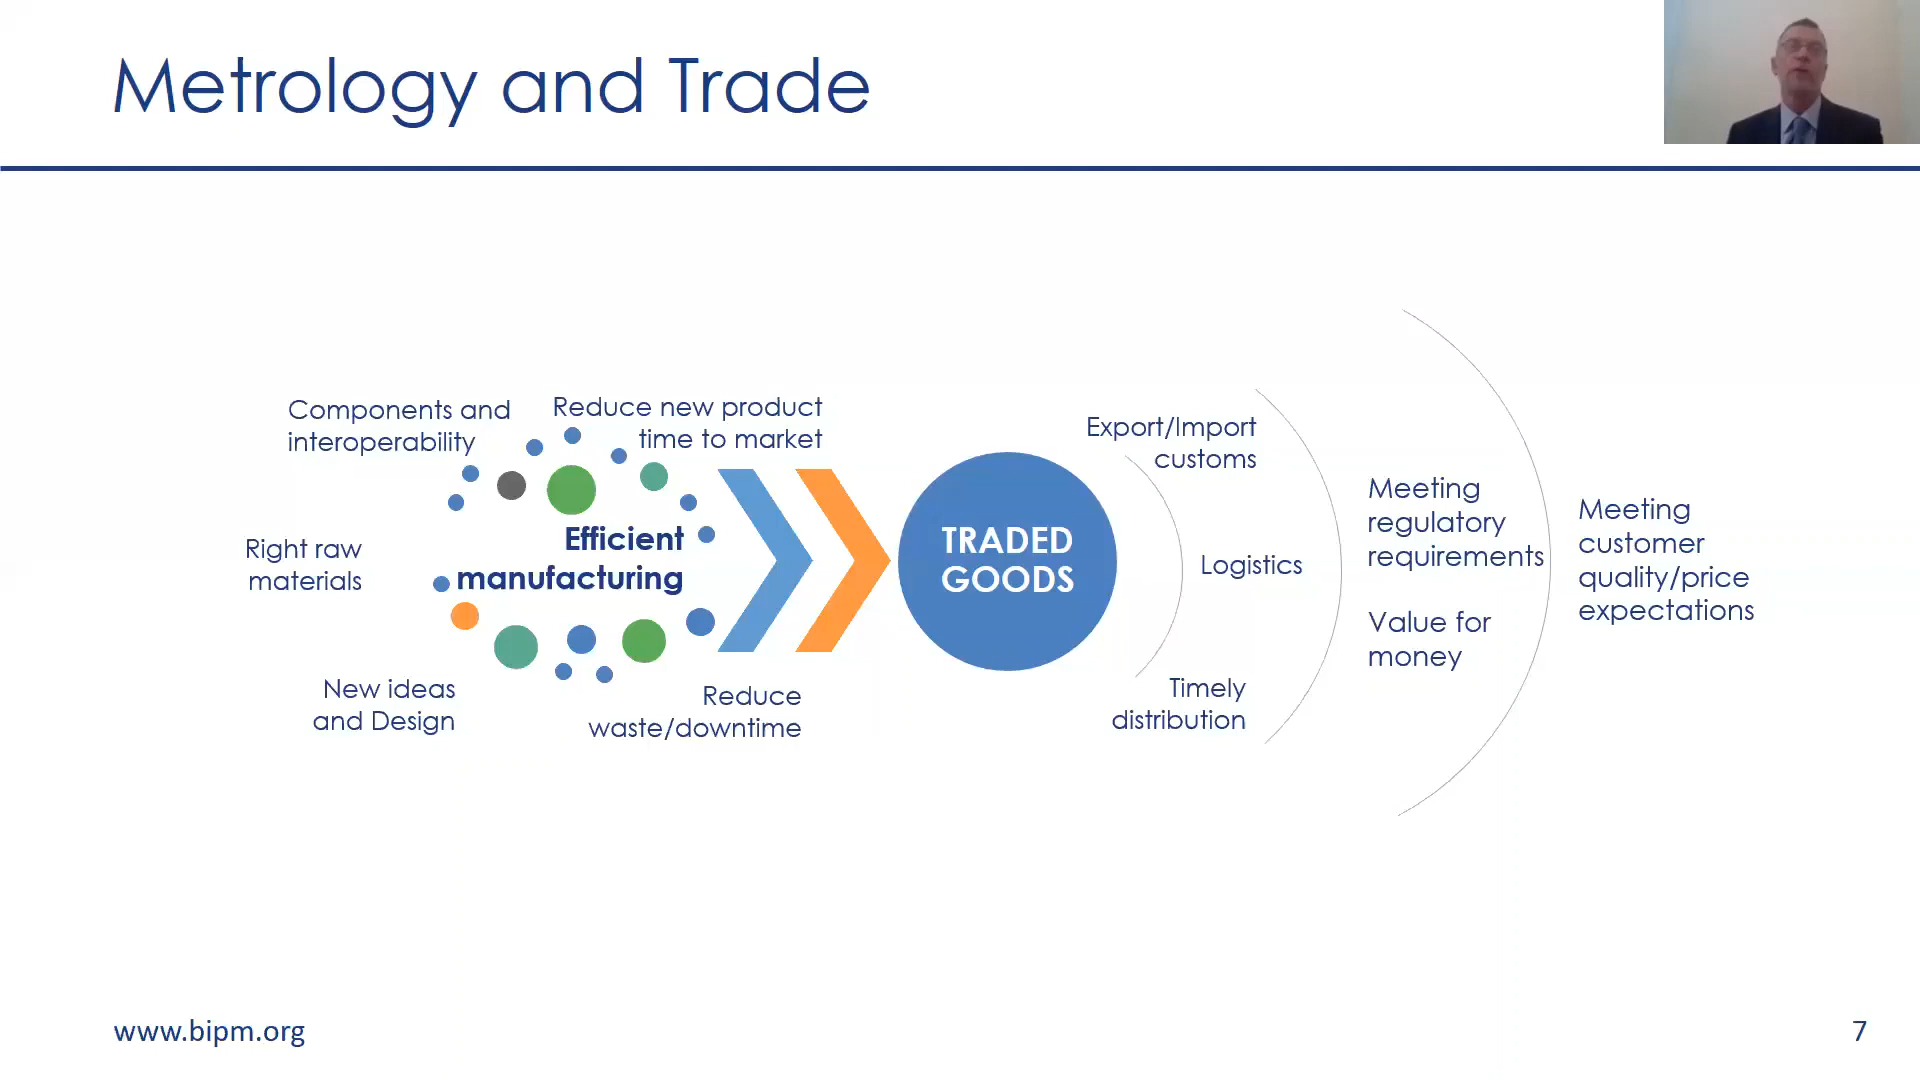 Metrology and Trade
Components and
interoperability
Reduce new product
time to market
Right raw
materials
Efficient
manufacturing
New ideas
and Design
Reduce
waste/downtime
TRADED
GOODS
Export/Import
customs
Logistics
Timely
distribution
Meeting
regulatory
requirements
Value for
money
Meeting
customer
quality/price
expectations
www.bipm.org
7